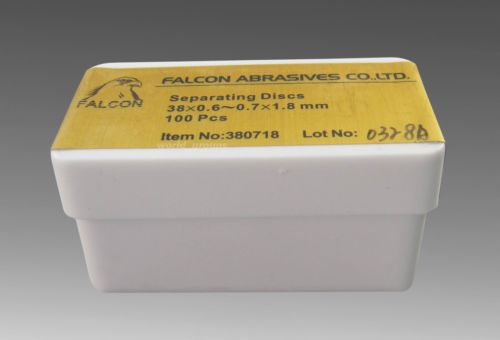 FALCON ABRASIVES CO.LTD.
FALCON
Separating Discs
38×0.6～0.7×1.8 mm
100 Pcs
Item No:380718 Lot No: 0328A